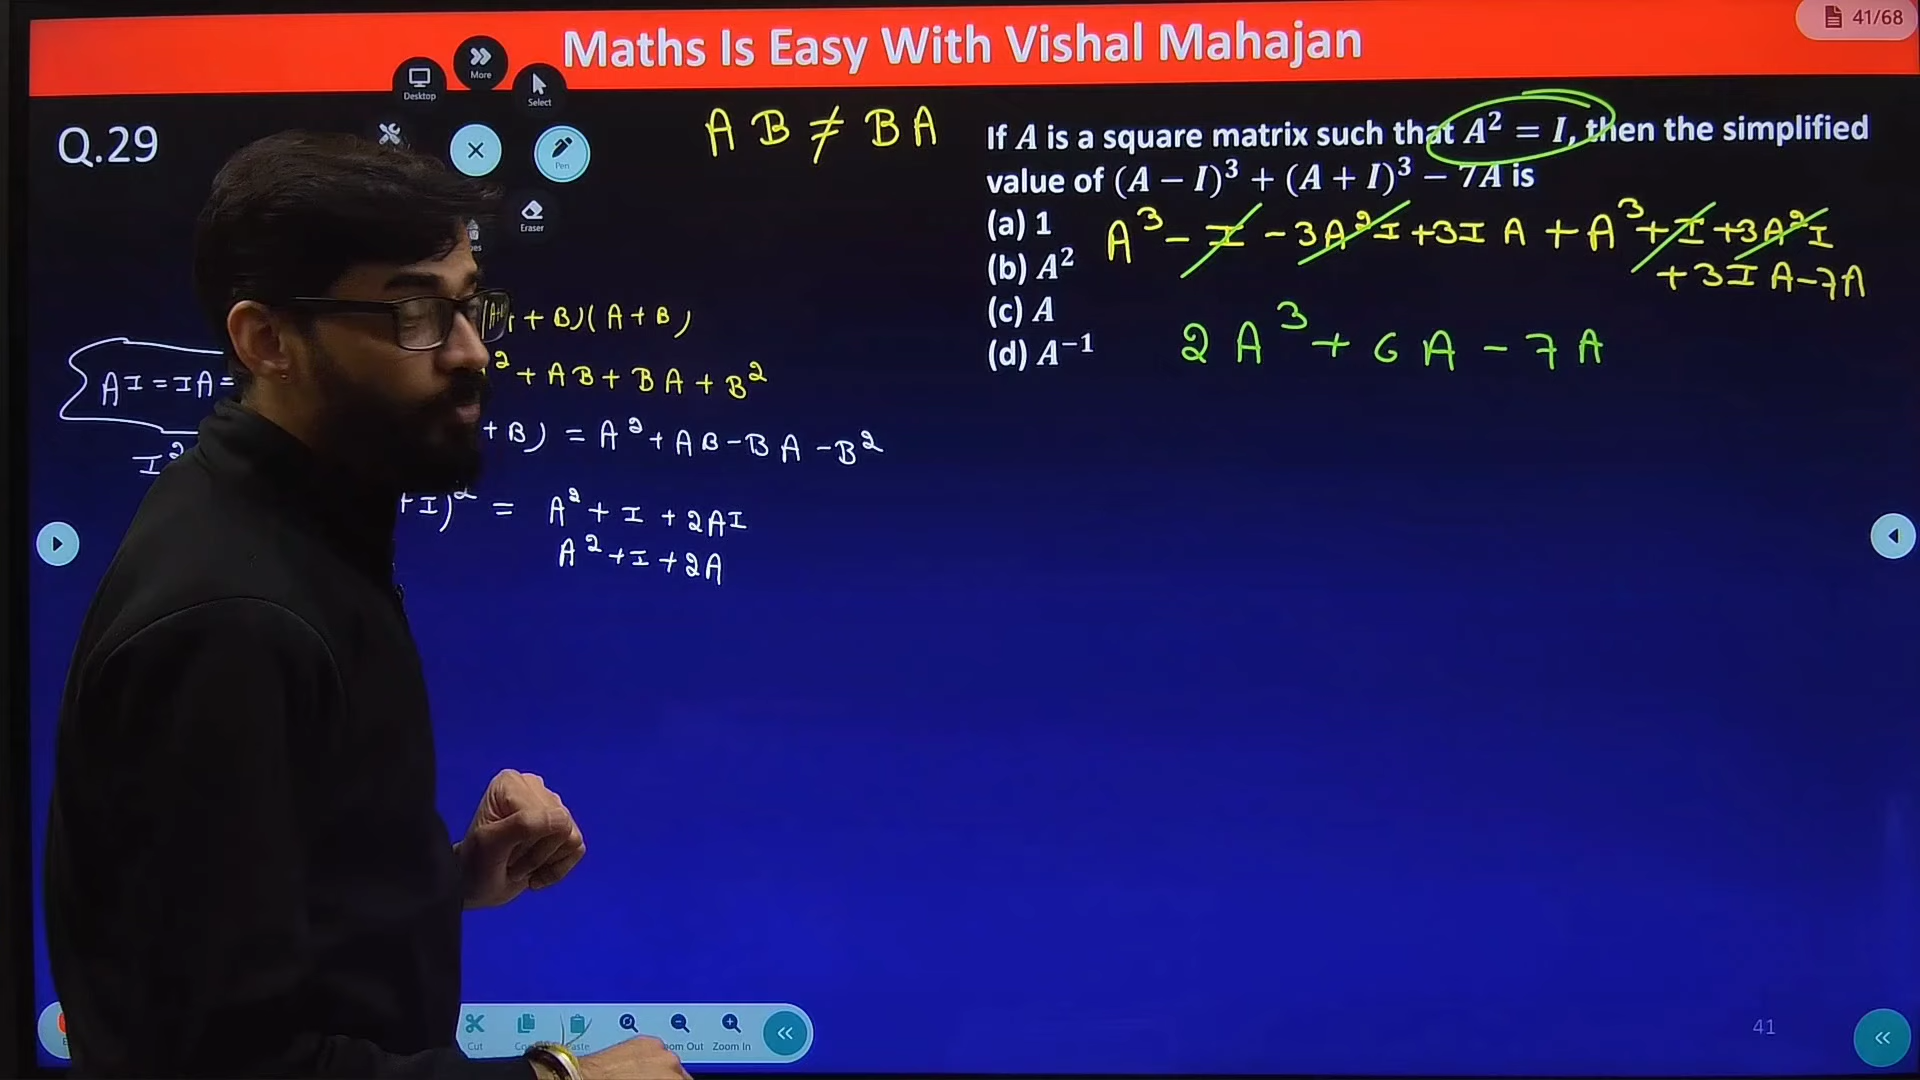 41/68
Maths Is Easy With Vishal Mahajan
More
Desktop
Select
Pen
Eraser
Q.29
AB ≠ BA
If A is a square matrix such that A² = I, then the simplified
value of (A − I)³ + (A + I)³ − 7A is
(a) 1
(b) A²
(c) A
(d) A⁻¹
A³ − I − 3A²I + 3IA + A³ + I + 3A²I
+ 3IA − 7A
2A³ + 6A − 7A
+ B)(A + B)
² + AB + BA + B²
AI = IA =
+ B) = A² + AB − BA − B²
I²
+ I)² = A² + I + 2AI
A² + I + 2A
Cut
Paste
Zoom Out
Zoom In
41